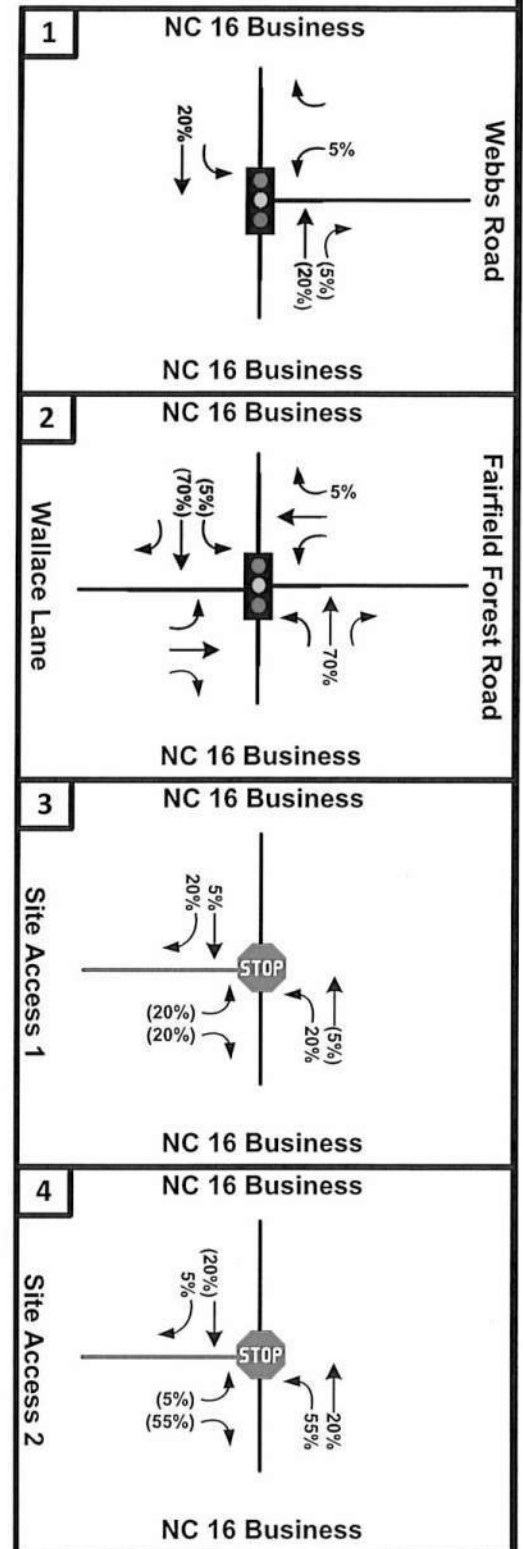 1
NC 16 Business
Webbs Road
20%
5%
(5%)
(20%)
NC 16 Business
2
NC 16 Business
Fairfield Forest Road
Wallace Lane
(5%)
(70%)
5%
70%
NC 16 Business
3
NC 16 Business
Site Access 1
5%
20%
STOP
(20%)
(20%)
(5%)
20%
NC 16 Business
4
NC 16 Business
Site Access 2
(20%)
5%
STOP
(5%)
(55%)
20%
55%
NC 16 Business